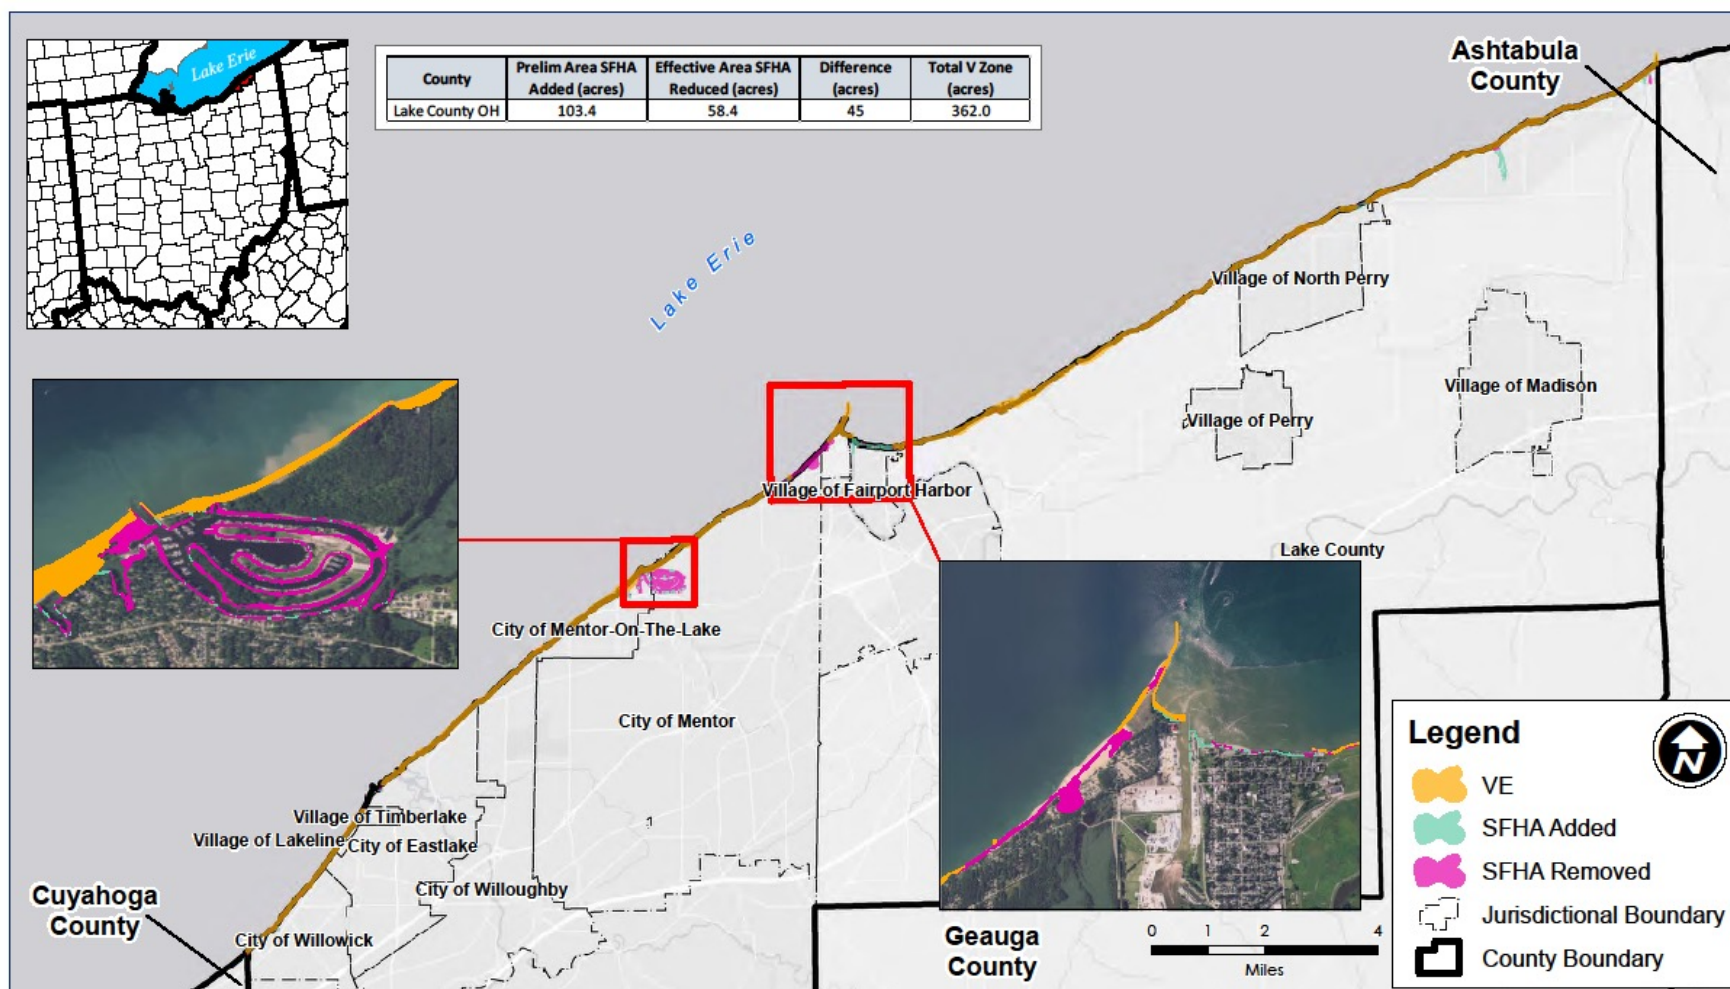 Lake Erie
County
Prelim Area SFHA
Added (acres)
Effective Area SFHA
Reduced (acres)
Difference
(acres)
Total V Zone
(acres)
Lake County OH
103.4
58.4
45
362.0
Ashtabula
County
Lake Erie
Village of North Perry
Village of Madison
Village of Perry
Village of Fairport Harbor
Lake County
City of Mentor-On-The-Lake
City of Mentor
Village of Timberlake
Village of Lakeline
City of Eastlake
City of Willoughby
Cuyahoga
County
City of Willowick
Geauga
County
0 1 2 4
Miles
Legend
N
VE
SFHA Added
SFHA Removed
Jurisdictional Boundary
County Boundary